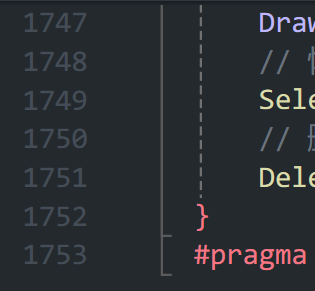 1747 Draw
1748 //
1749 Sele
1750 //
1751 Dele
1752 }
1753 #pragma